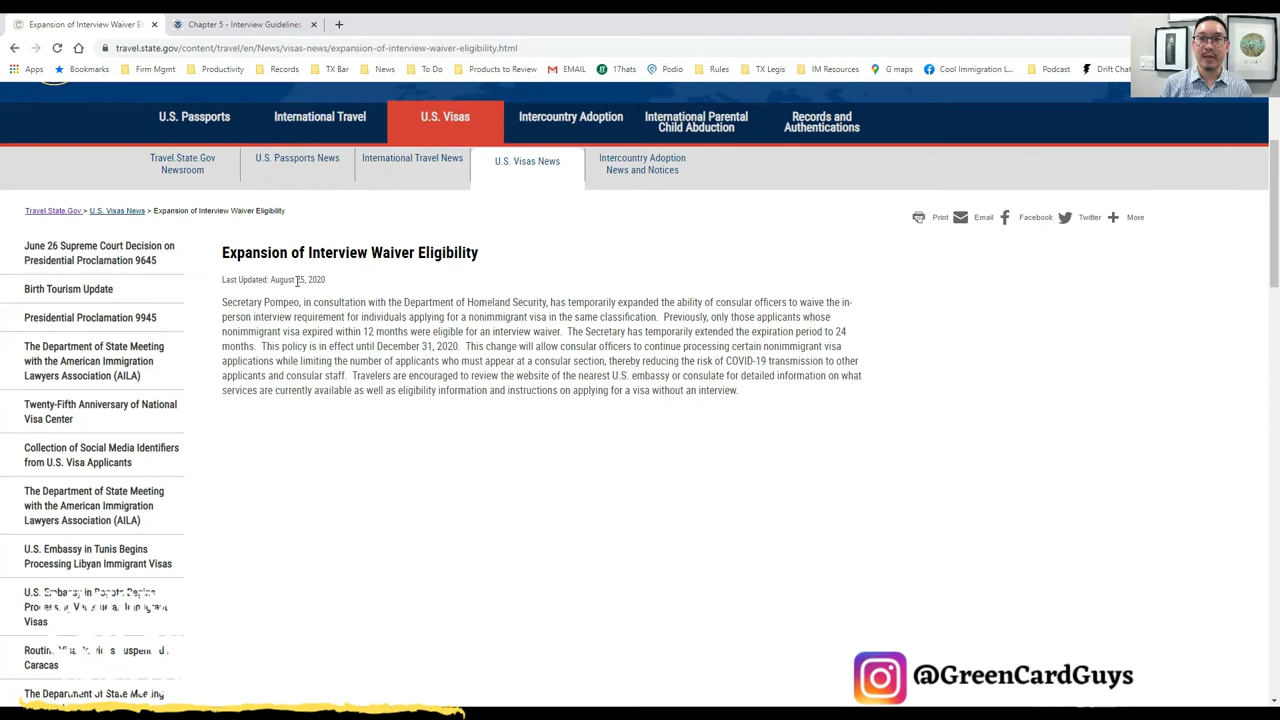 Expansion of Interview Waiver El
Chapter 5 - Interview Guidelines
travel.state.gov/content/travel/en/News/visas-news/expansion-of-interview-waiver-eligibility.html
Apps
Bookmarks
Firm Mgmt
Productivity
Records
TX Bar
News
To Do
Products to Review
EMAIL
17hats
Podio
Rules
TX Legis
IM Resources
G maps
Cool Immigration L...
Podcast
Drift Chat
U.S. Passports
International Travel
U.S. Visas
Intercountry Adoption
International Parental
Child Abduction
Records and
Authentications
Travel.State.Gov
Newsroom
U.S. Passports News
International Travel News
U.S. Visas News
Intercountry Adoption
News and Notices
Travel.State.Gov > U.S. Visas News > Expansion of Interview Waiver Eligibility
Print
Email
Facebook
Twitter
More
June 26 Supreme Court Decision on
Presidential Proclamation 9645
Birth Tourism Update
Presidential Proclamation 9945
The Department of State Meeting
with the American Immigration
Lawyers Association (AILA)
Twenty-Fifth Anniversary of National
Visa Center
Collection of Social Media Identifiers
from U.S. Visa Applicants
The Department of State Meeting
with the American Immigration
Lawyers Association (AILA)
U.S. Embassy in Tunis Begins
Processing Libyan Immigrant Visas
U.S. Embassy in Bogota Begins
Visas
Caracas
The Department of State Meeting
Expansion of Interview Waiver Eligibility
Last Updated: August 25, 2020
Secretary Pompeo, in consultation with the Department of Homeland Security, has temporarily expanded the ability of consular officers to waive the in-
person interview requirement for individuals applying for a nonimmigrant visa in the same classification. Previously, only those applicants whose
nonimmigrant visa expired within 12 months were eligible for an interview waiver. The Secretary has temporarily extended the expiration period to 24
months. This policy is in effect until December 31, 2020. This change will allow consular officers to continue processing certain nonimmigrant visa
applications while limiting the number of applicants who must appear at a consular section, thereby reducing the risk of COVID-19 transmission to other
applicants and consular staff. Travelers are encouraged to review the website of the nearest U.S. embassy or consulate for detailed information on what
services are currently available as well as eligibility information and instructions on applying for a visa without an interview.
@GreenCardGuys